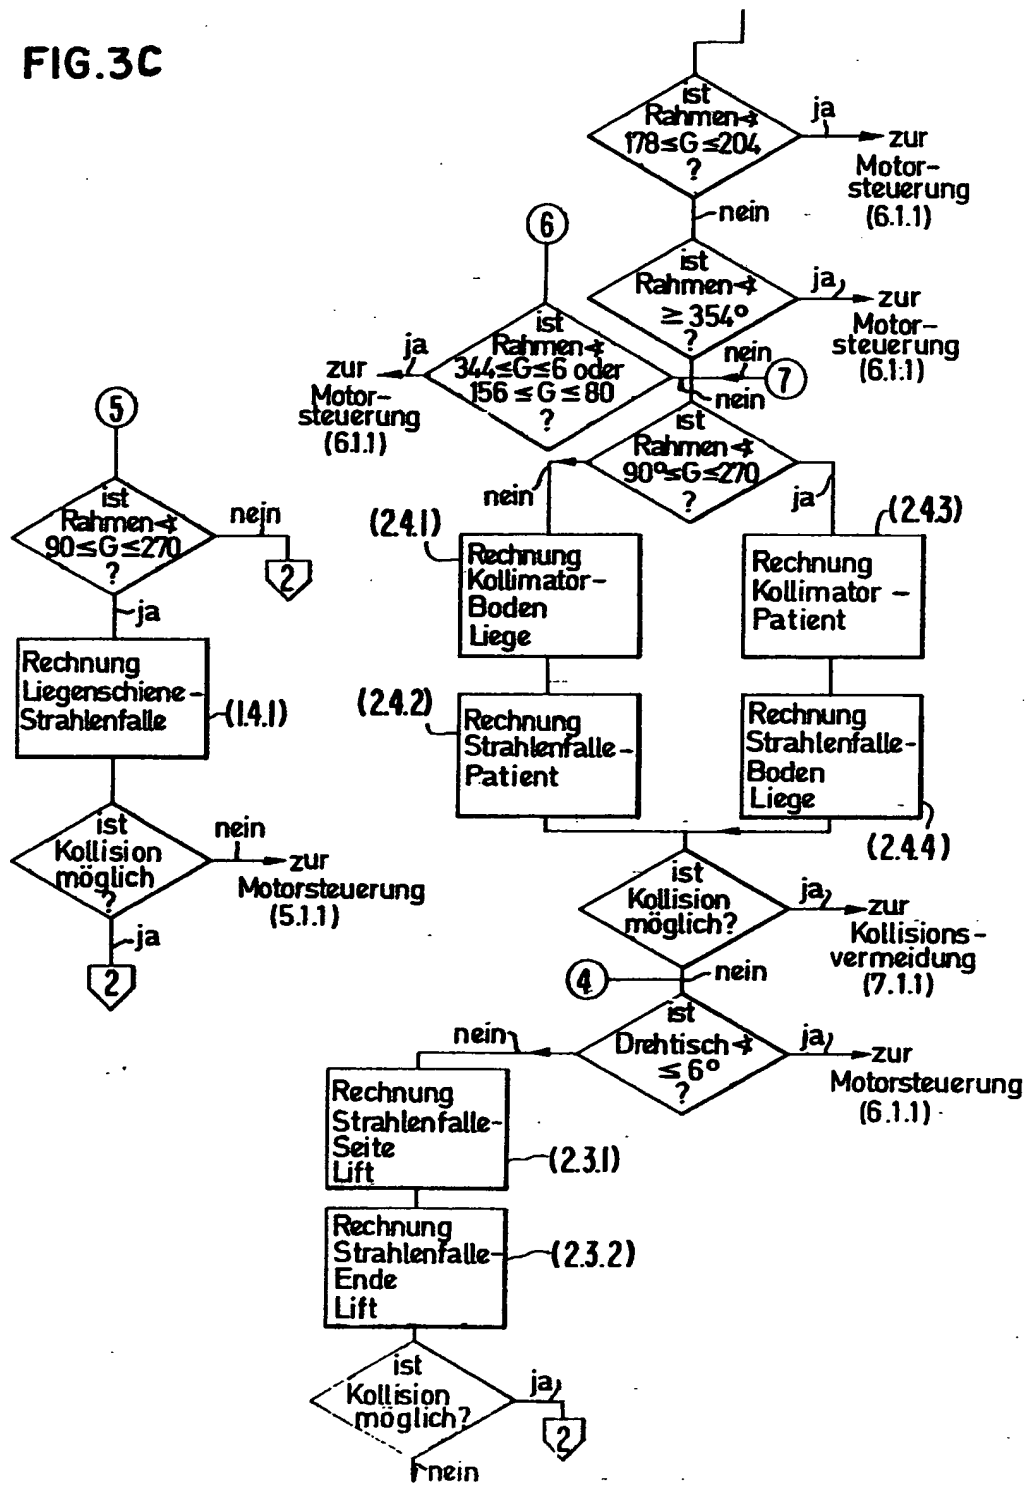 FIG.3C
ist
Rahmen∢
178≤G≤204
?
ja
zur
Motor-
steuerung
(6.1.1)
nein
ist
Rahmen∢
≥354°
?
ja
zur
Motor-
steuerung
(6.1.1)
6
ist
Rahmen∢
344≤G≤6 oder
156≤G≤80
?
ja
zur
Motor-
steuerung
(6.1.1)
nein
7
nein
ist
Rahmen∢
90°≤G≤270
?
nein
ja
5
ist
Rahmen∢
90≤G≤270
?
nein
2
ja
Rechnung
Liegenschiene-
Strahlenfalle
(1.4.1)
ist
Kollision
möglich
?
nein
zur
Motorsteuerung
(5.1.1)
ja
2
(2.4.1)
Rechnung
Kollimator-
Boden
Liege
(2.4.3)
Rechnung
Kollimator-
Patient
(2.4.2)
Rechnung
Strahlenfalle-
Patient
Rechnung
Strahlenfalle-
Boden
Liege
(2.4.4)
ist
Kollision
möglich?
ja
zur
Kollisions-
vermeidung
(7.1.1)
4
nein
ist
Drehtisch∢
≤6°
?
nein
ja
zur
Motorsteuerung
(6.1.1)
Rechnung
Strahlenfalle-
Seite
Lift
(2.3.1)
Rechnung
Strahlenfalle-
Ende
Lift
(2.3.2)
ist
Kollision
möglich?
ja
2
nein